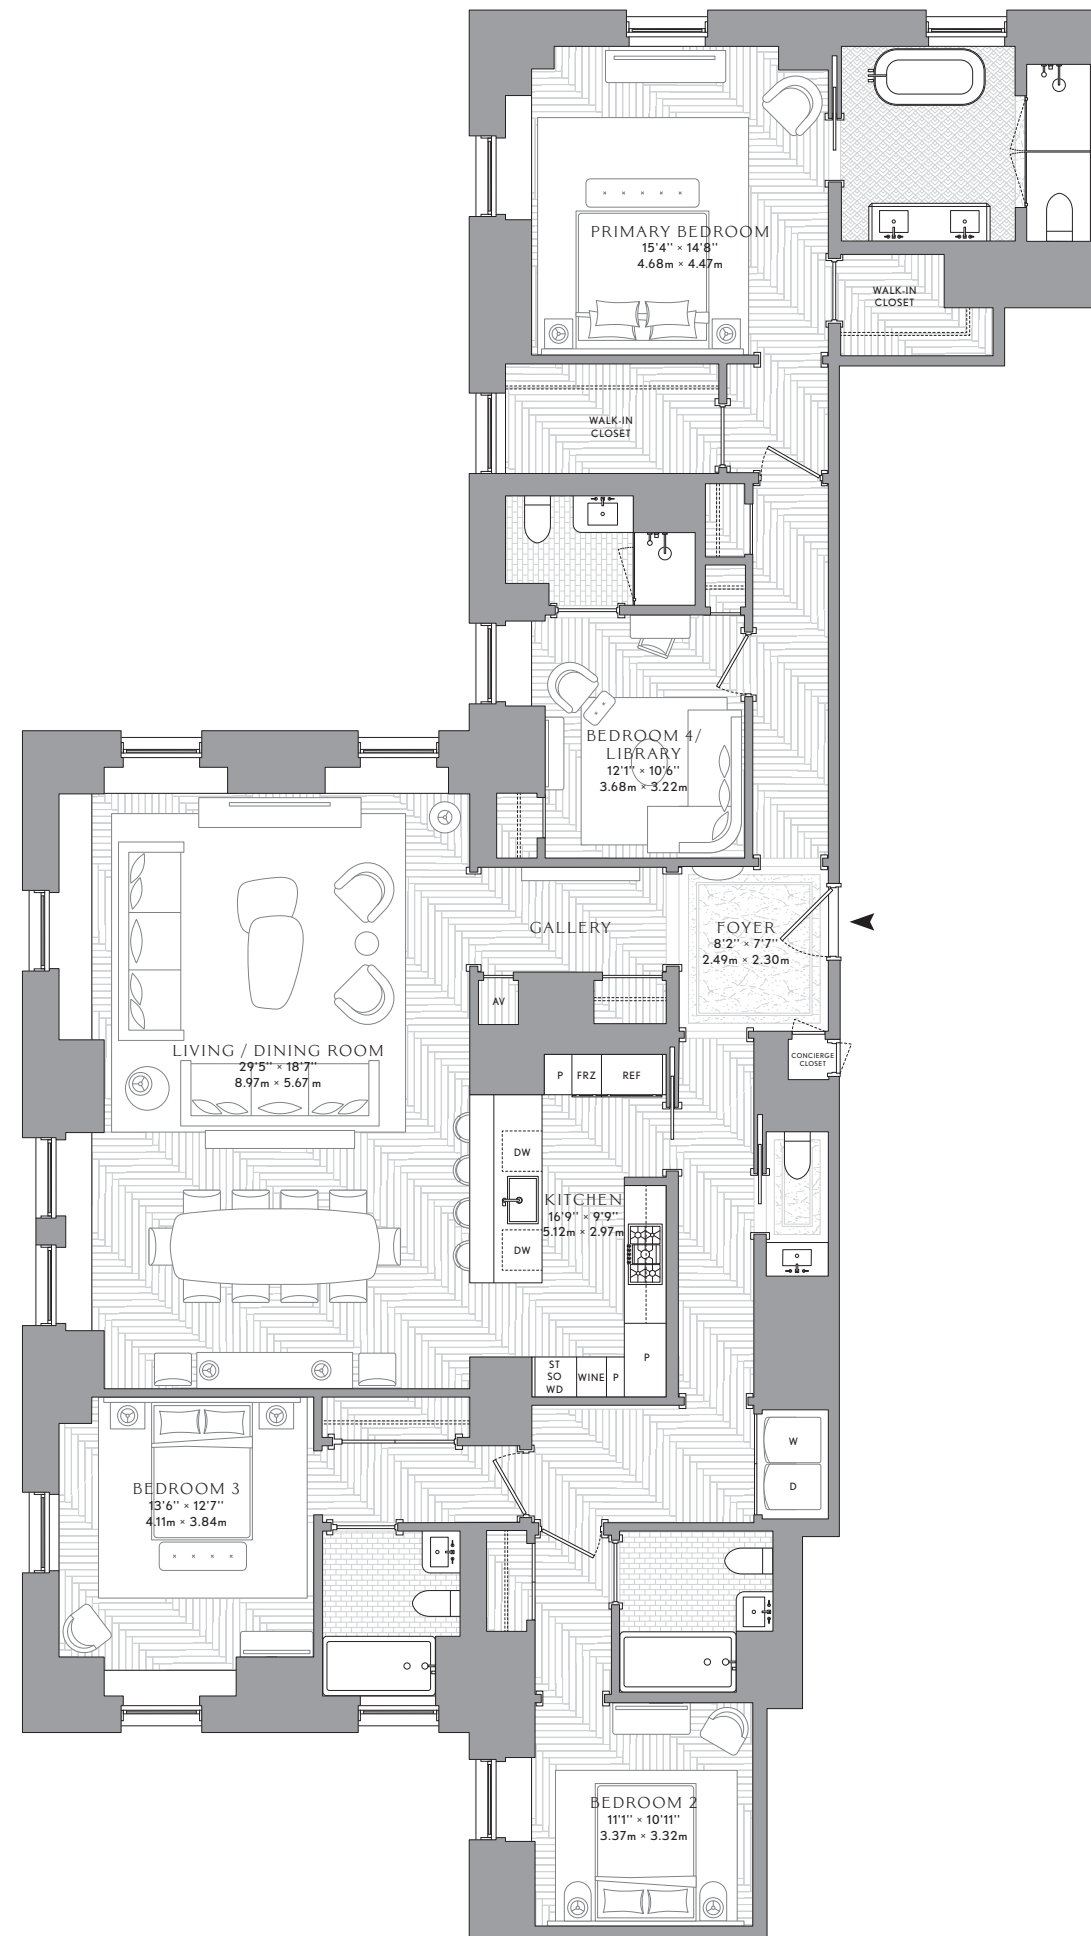 PRIMARY BEDROOM
15'4'' × 14'8''
4.68m × 4.47m
WALK-IN
CLOSET
WALK-IN
CLOSET
BEDROOM 4/
LIBRARY
12'1'' × 10'6''
3.68m × 3.22m
GALLERY
FOYER
8'2'' × 7'7''
2.49m × 2.30m
AV
LIVING / DINING ROOM
29'5'' × 18'7''
8.97m × 5.67 m
CONCIERGE
CLOSET
P
FRZ
REF
DW
KITCHEN
16'9'' × 9'9''
5.12m × 2.97m
DW
P
ST
SO
WD
WINE
P
W
D
BEDROOM 3
13'6'' × 12'7''
4.11m × 3.84m
BEDROOM 2
11'1'' × 10'11''
3.37m × 3.32m